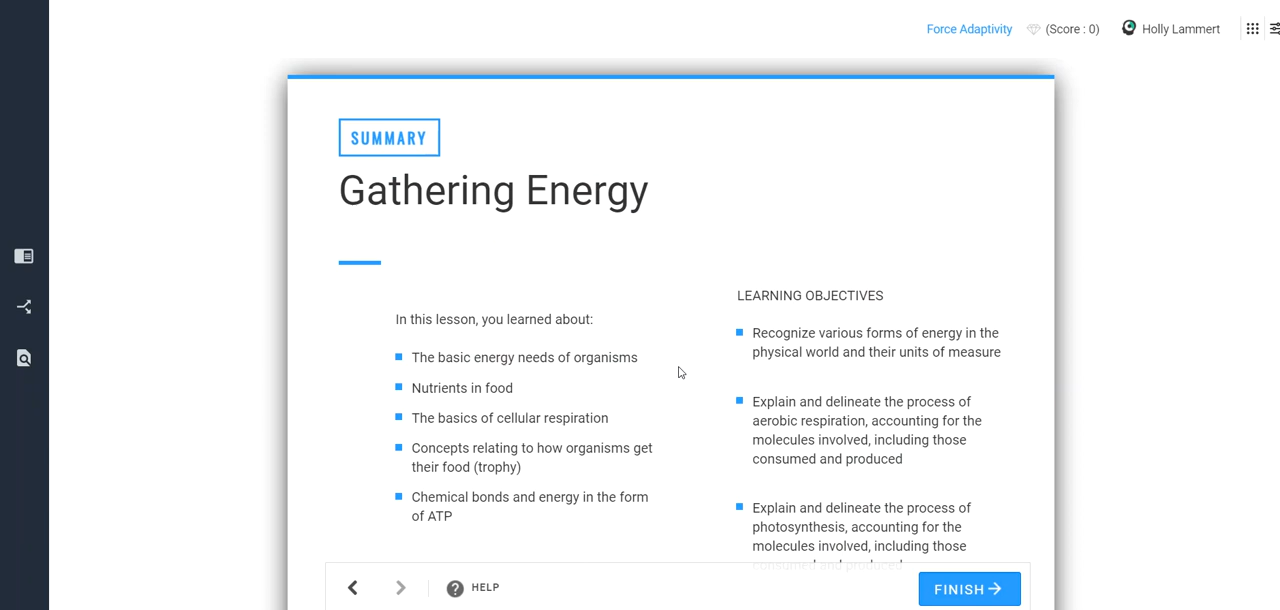 Force Adaptivity (Score : 0) Holly Lammert
SUMMARY
Gathering Energy
In this lesson, you learned about:
The basic energy needs of organisms
Nutrients in food
The basics of cellular respiration
Concepts relating to how organisms get
their food (trophy)
Chemical bonds and energy in the form
of ATP
LEARNING OBJECTIVES
Recognize various forms of energy in the
physical world and their units of measure
Explain and delineate the process of
aerobic respiration, accounting for the
molecules involved, including those
consumed and produced
Explain and delineate the process of
photosynthesis, accounting for the
molecules involved, including those
consumed and produced
? HELP
FINISH